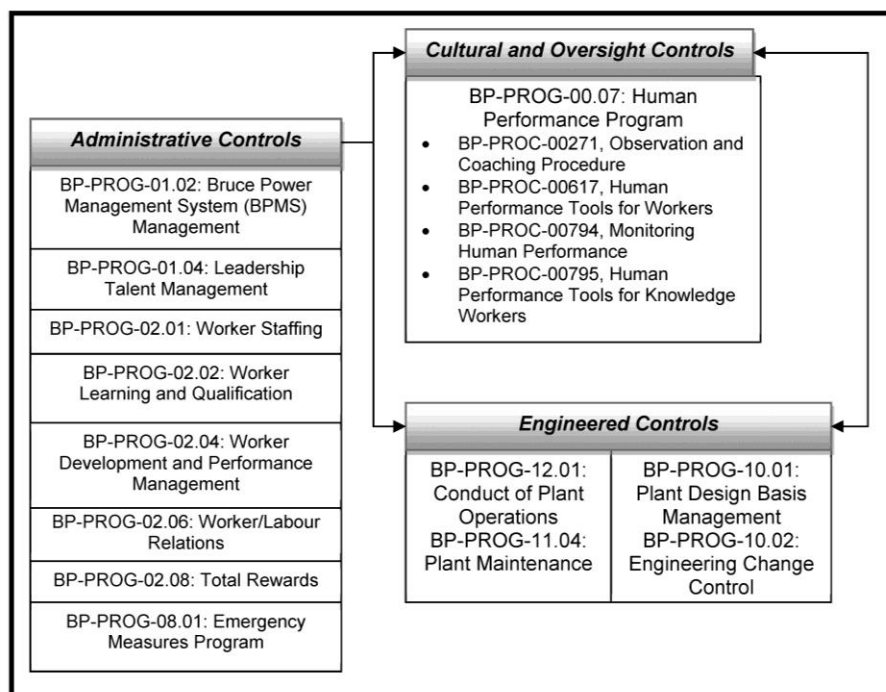 Administrative Controls
BP-PROG-01.02: Bruce Power
Management System (BPMS)
Management
BP-PROG-01.04: Leadership
Talent Management
BP-PROG-02.01: Worker Staffing
BP-PROG-02.02: Worker
Learning and Qualification
BP-PROG-02.04: Worker
Development and Performance
Management
BP-PROG-02.06: Worker/Labour
Relations
BP-PROG-02.08: Total Rewards
BP-PROG-08.01: Emergency
Measures Program
Cultural and Oversight Controls
BP-PROG-00.07: Human
Performance Program
• BP-PROC-00271, Observation and
Coaching Procedure
• BP-PROC-00617, Human
Performance Tools for Workers
• BP-PROC-00794, Monitoring
Human Performance
• BP-PROC-00795, Human
Performance Tools for Knowledge
Workers
Engineered Controls
BP-PROG-12.01:
Conduct of Plant
Operations
BP-PROG-11.04:
Plant Maintenance
BP-PROG-10.01:
Plant Design Basis
Management
BP-PROG-10.02:
Engineering Change
Control